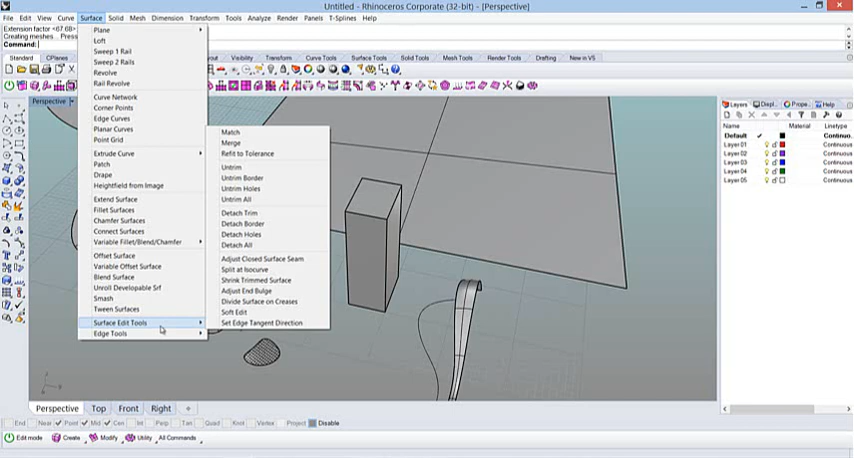 Untitled - Rhinoceros Corporate (32-bit) - [Perspective]
File Edit View Curve Surface Solid Mesh Dimension Transform Tools Analyze Render Panels T-Splines Help
Extension factor <67.68>
Creating meshes... Press
Command:
Standard CPlanes Visibility Transform Curve Tools Surface Tools Solid Tools Mesh Tools Render Tools Drafting New in V5
Perspective
Plane
Loft
Sweep 1 Rail
Sweep 2 Rails
Revolve
Rail Revolve
Curve Network
Corner Points
Edge Curves
Planar Curves
Point Grid
Extrude Curve
Patch
Drape
Heightfield from Image
Extend Surface
Fillet Surfaces
Chamfer Surfaces
Connect Surfaces
Variable Fillet/Blend/Chamfer
Offset Surface
Variable Offset Surface
Blend Surface
Unroll Developable Srf
Smash
Tween Surfaces
Surface Edit Tools
Edge Tools
Match
Merge
Refit to Tolerance
Untrim
Untrim Border
Untrim Holes
Untrim All
Detach Trim
Detach Border
Detach Holes
Detach All
Adjust Closed Surface Seam
Split at Isocurve
Shrink Trimmed Surface
Adjust End Bulge
Divide Surface on Creases
Soft Edit
Set Edge Tangent Direction
Layers Displ... Prope... Help
Name Material Linetype
Default Continuo...
Layer 01 Continuous
Layer 02 Continuous
Layer 03 Continuous
Layer 04 Continuous
Layer 05 Continuous
Perspective Top Front Right
End Near Point Mid Cen Int Perp Tan Quad Knot Vertex Project Disable
Edit mode Create Modify Utility All Commands